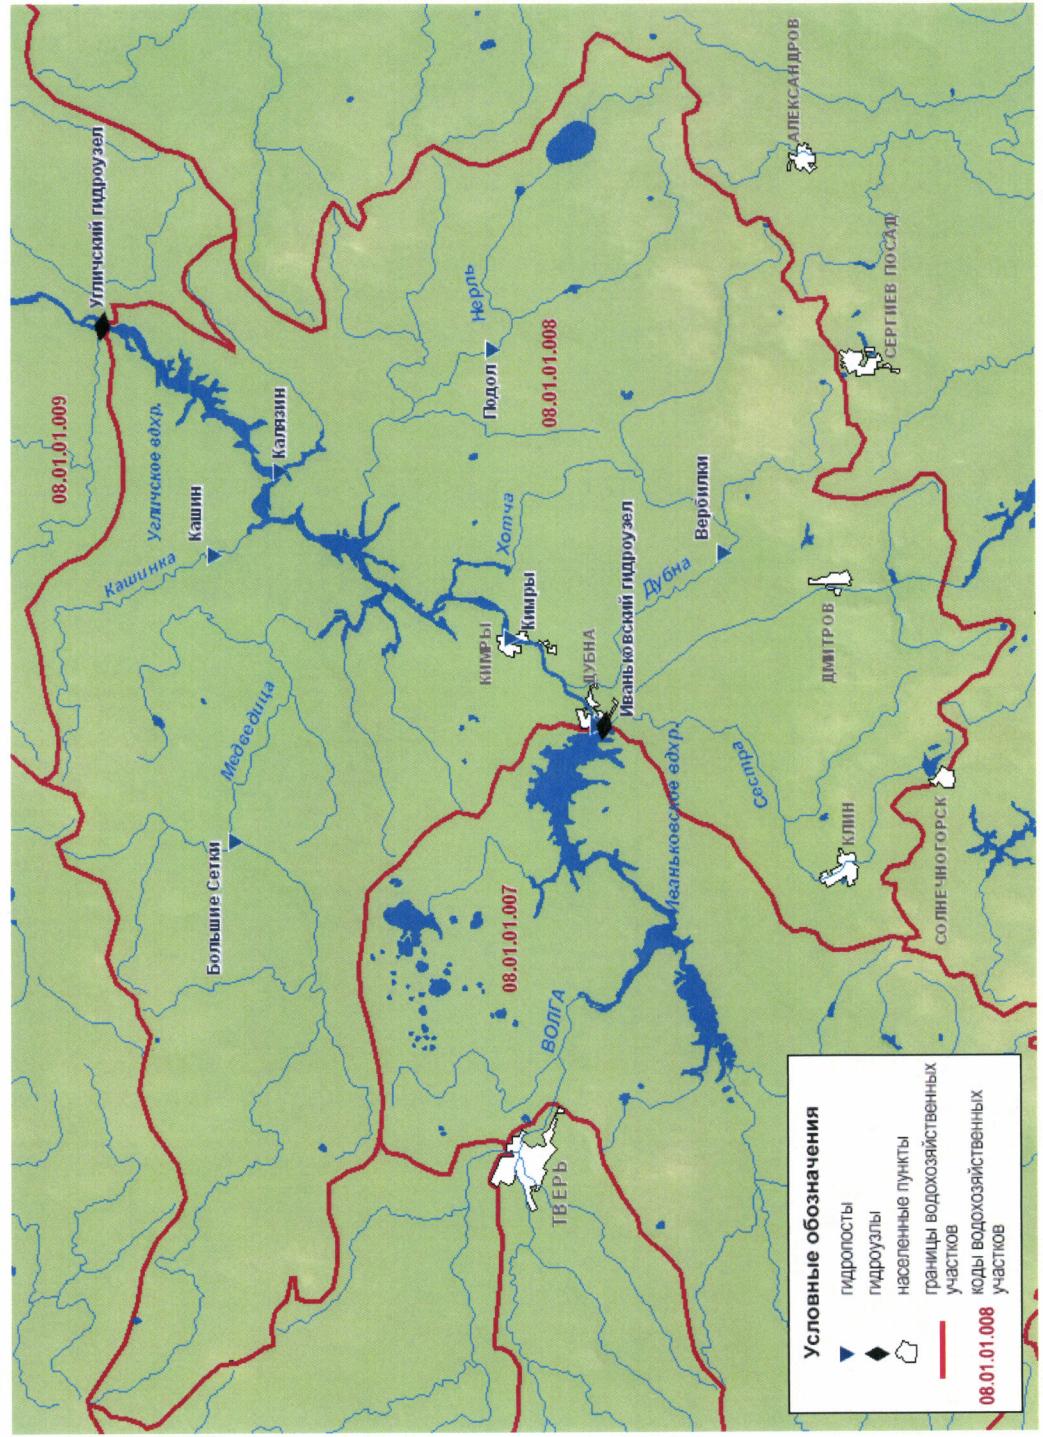 Угличский гидроузел
08.01.01.009
Угличское вдхр.
Калязин
Кашин
Кашинка
Медведица
Большие Сетки
АЛЕКСАНДРОВ
СЕРГИЕВ ПОСАД
Нерль
Подол
08.01.01.008
Хотча
Кимры
КИМРЫ
Вербилки
Дубна
Иваньковский гидроузел
ДУБНА
ДМИТРОВ
Иваньковское вдхр.
Сестра
КЛИН
СОЛНЕЧНОГОРСК
08.01.01.007
ВОЛГА
ТВЕРЬ
Условные обозначения
гидропосты
гидроузлы
населенные пункты
границы водохозяйственных
участков
08.01.01.008
коды водохозяйственных
участков